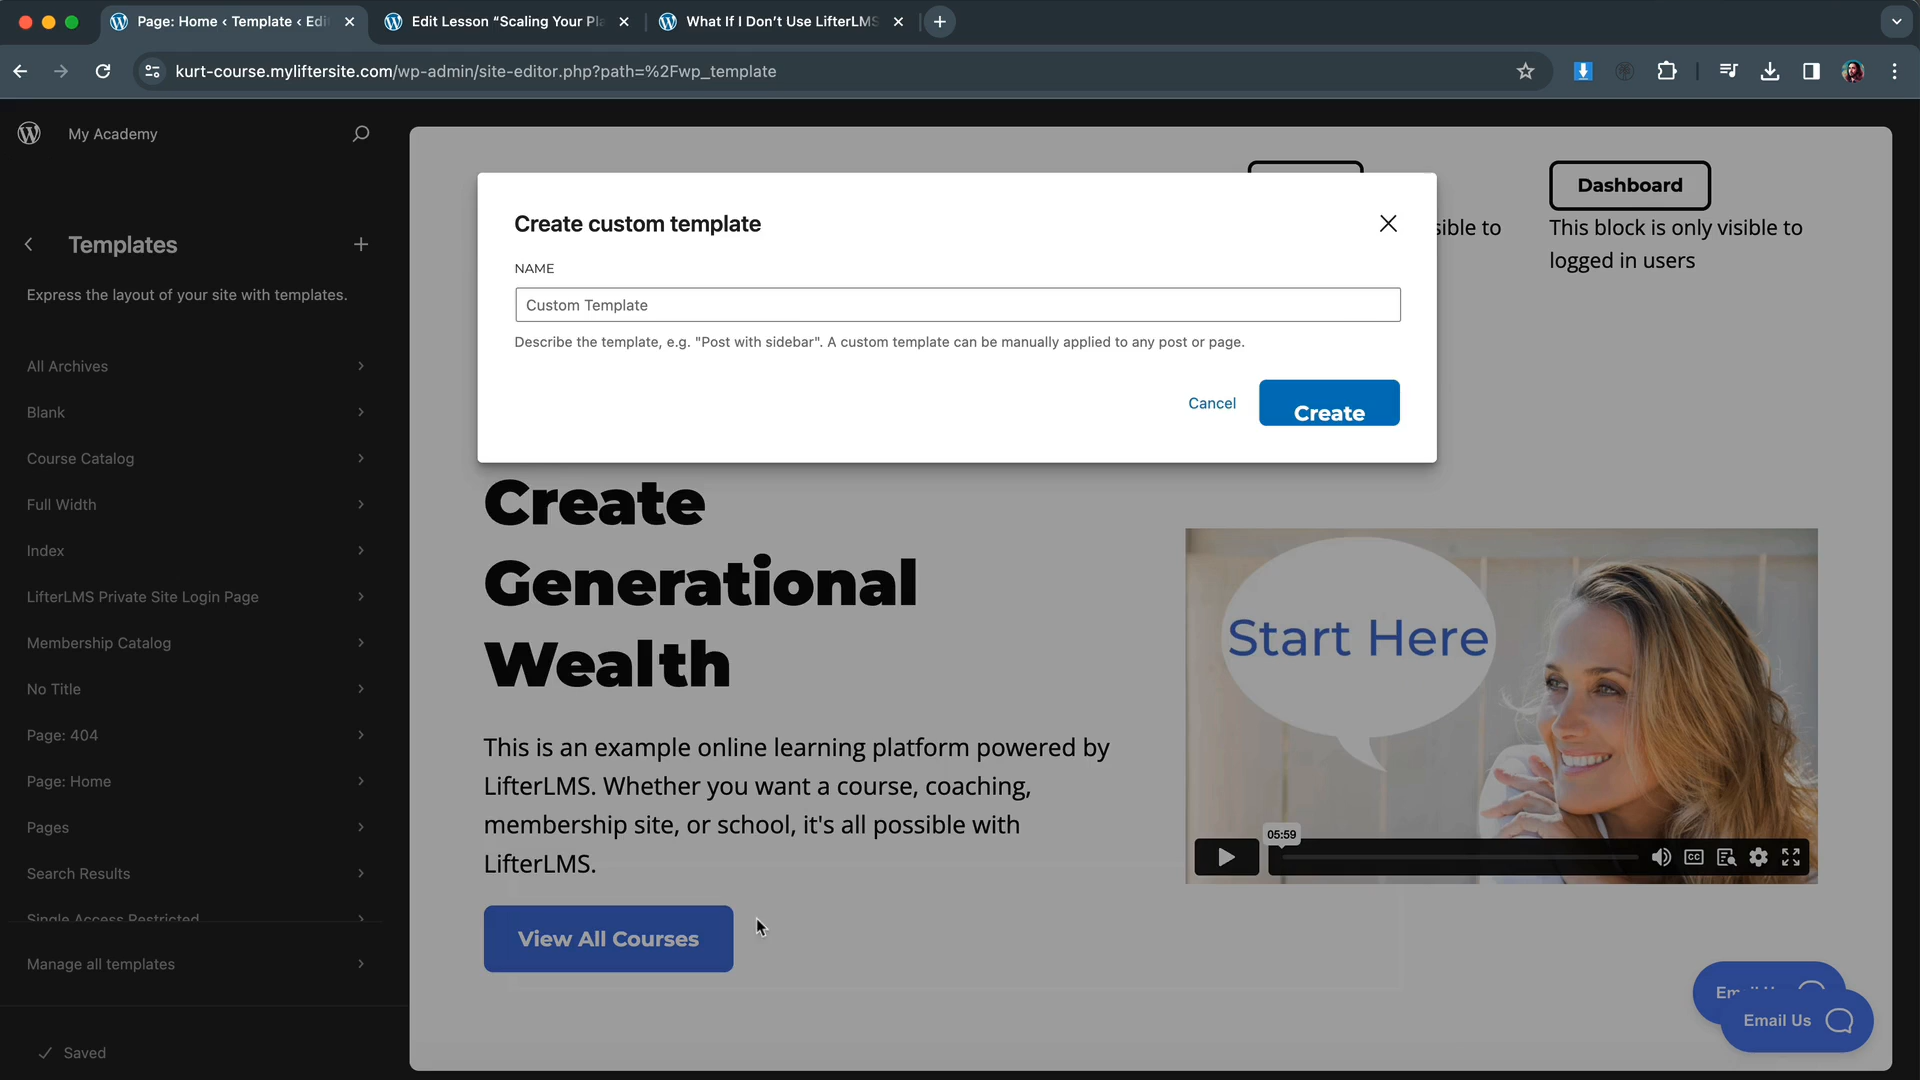 Page: Home ‹ Template ‹ Edi
Edit Lesson “Scaling Your Pla
What If I Don’t Use LifterLMS
kurt-course.myliftersite.com/wp-admin/site-editor.php?path=%2Fwp_template
My Academy
Templates
Express the layout of your site with templates.
All Archives
Blank
Course Catalog
Full Width
Index
LifterLMS Private Site Login Page
Membership Catalog
No Title
Page: 404
Page: Home
Pages
Search Results
Single Access Restricted
Manage all templates
Saved
Dashboard
sible to
This block is only visible to
logged in users
Create custom template
NAME
Custom Template
Describe the template, e.g. "Post with sidebar". A custom template can be manually applied to any post or page.
Cancel
Create
Create
Generational
Wealth
This is an example online learning platform powered by
LifterLMS. Whether you want a course, coaching,
membership site, or school, it's all possible with
LifterLMS.
View All Courses
Start Here
05:59
CC
Email Us